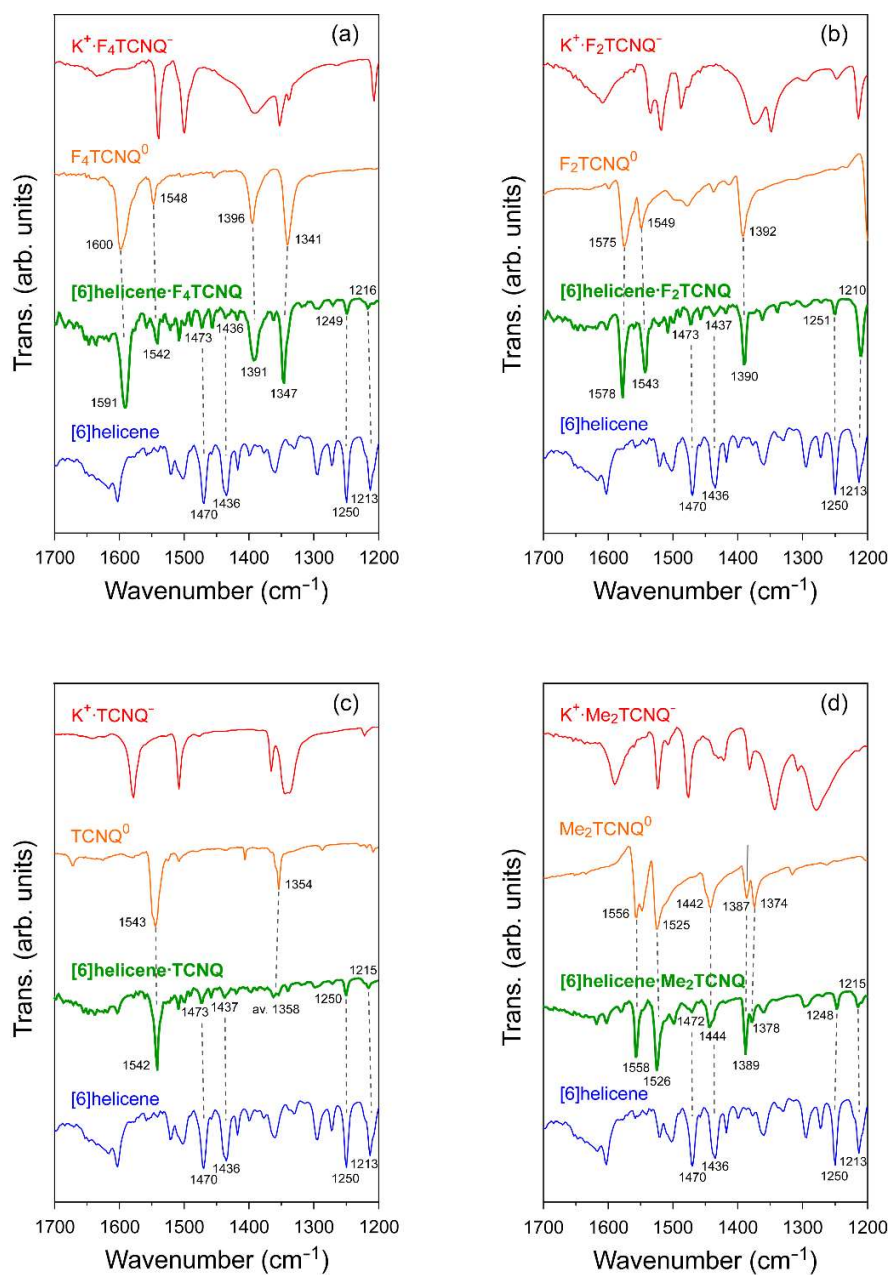 (a)
K⁺·F₄TCNQ⁻
F₄TCNQ⁰
1548
1396
1341
1600
[6]helicene·F₄TCNQ
1216
1542
1473
1436
1249
1391
1347
1591
[6]helicene
1470
1436
1250
1213
Trans. (arb. units)
1700 1600 1500 1400 1300 1200
Wavenumber (cm⁻¹)
(b)
K⁺·F₂TCNQ⁻
F₂TCNQ⁰
1575
1549
1392
[6]helicene·F₂TCNQ
1210
1473
1437
1251
1543
1390
1578
[6]helicene
1470
1436
1250
1213
Trans. (arb. units)
1700 1600 1500 1400 1300 1200
Wavenumber (cm⁻¹)
(c)
K⁺·TCNQ⁻
TCNQ⁰
1354
1543
[6]helicene·TCNQ
1215
1473
1437
av. 1358
1250
1542
[6]helicene
1470
1436
1250
1213
Trans. (arb. units)
1700 1600 1500 1400 1300 1200
Wavenumber (cm⁻¹)
(d)
K⁺·Me₂TCNQ⁻
Me₂TCNQ⁰
1556
1525
1442
1387
1374
[6]helicene·Me₂TCNQ
1215
1472
1444
1378
1248
1389
1558
1526
[6]helicene
1470
1436
1250
1213
Trans. (arb. units)
1700 1600 1500 1400 1300 1200
Wavenumber (cm⁻¹)